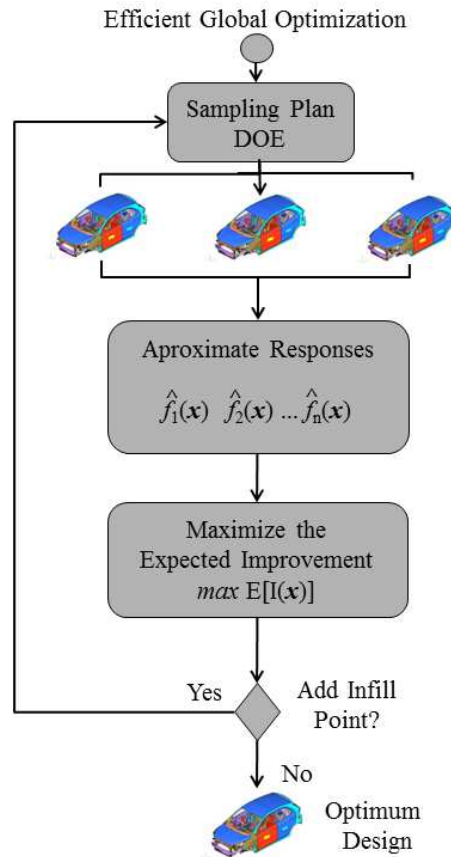 Efficient Global Optimization
Sampling Plan
DOE
Aproximate Responses
f̂₁(x) f̂₂(x) ... f̂ₙ(x)
Maximize the
Expected Improvement
max E[I(x)]
Yes
Add Infill
Point?
No
Optimum
Design